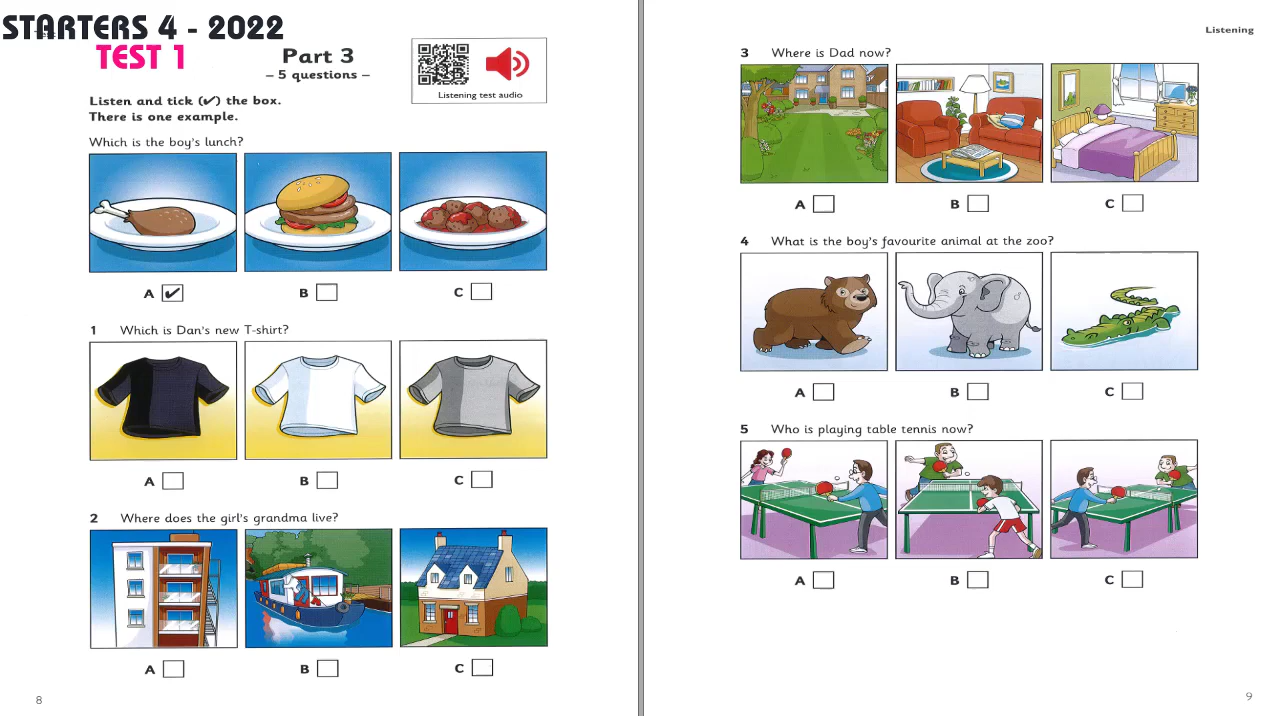 STARTERS 4 - 2022
TEST 1
Part 3
– 5 questions –
Listening test audio
Listen and tick (✔) the box.
There is one example.
Which is the boy's lunch?
A ✔ B C
1 Which is Dan's new T-shirt?
A B C
2 Where does the girl's grandma live?
A B C
8
Listening
3 Where is Dad now?
A B C
4 What is the boy's favourite animal at the zoo?
A B C
5 Who is playing table tennis now?
A B C
9